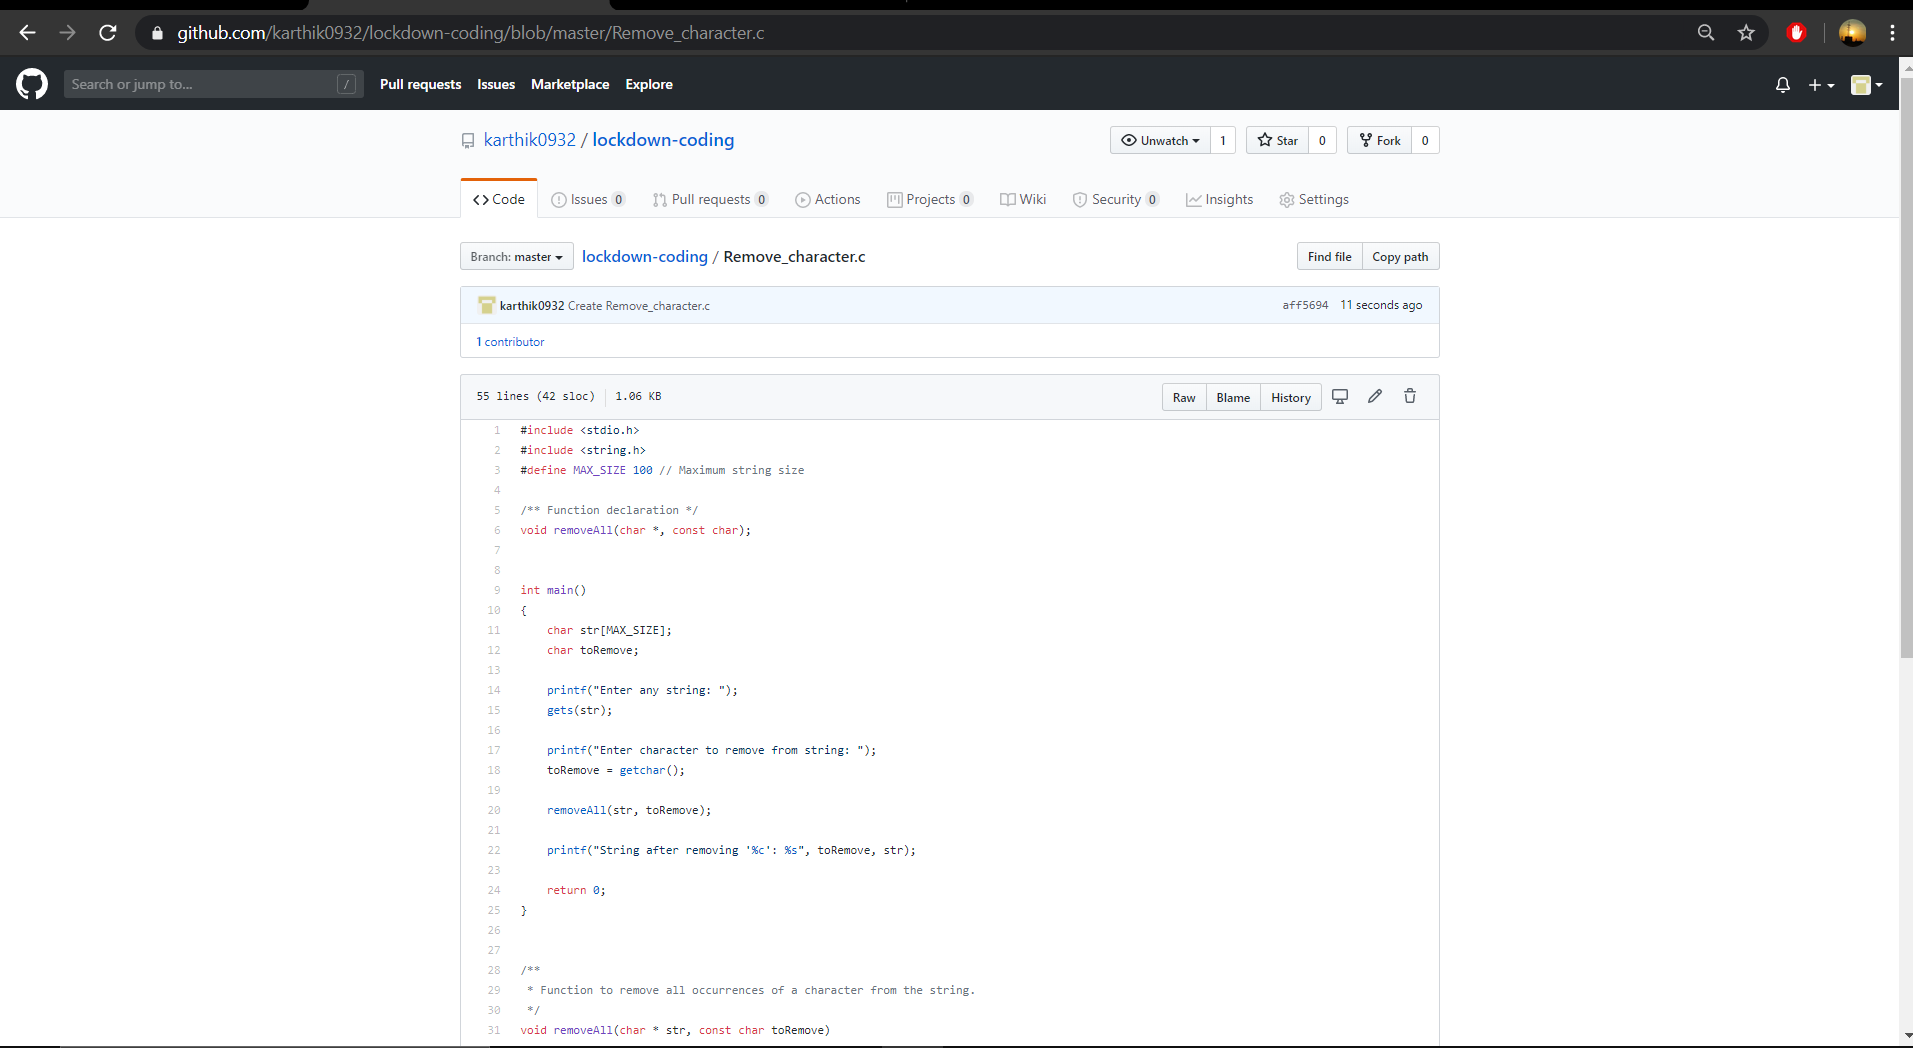 github.com/karthik0932/lockdown-coding/blob/master/Remove_character.c
Search or jump to... / Pull requests Issues Marketplace Explore
karthik0932 / lockdown-coding Unwatch 1 Star 0 Fork 0
Code Issues 0 Pull requests 0 Actions Projects 0 Wiki Security 0 Insights Settings
Branch: master lockdown-coding / Remove_character.c Find file Copy path
karthik0932 Create Remove_character.c aff5694 11 seconds ago
1 contributor
55 lines (42 sloc) 1.06 KB Raw Blame History
1 #include <stdio.h>
2 #include <string.h>
3 #define MAX_SIZE 100 // Maximum string size
4
5 /** Function declaration */
6 void removeAll(char *, const char);
7
8
9 int main()
10 {
11 char str[MAX_SIZE];
12 char toRemove;
13
14 printf("Enter any string: ");
15 gets(str);
16
17 printf("Enter character to remove from string: ");
18 toRemove = getchar();
19
20 removeAll(str, toRemove);
21
22 printf("String after removing '%c': %s", toRemove, str);
23
24 return 0;
25 }
26
27
28 /**
29 * Function to remove all occurrences of a character from the string.
30 */
31 void removeAll(char * str, const char toRemove)